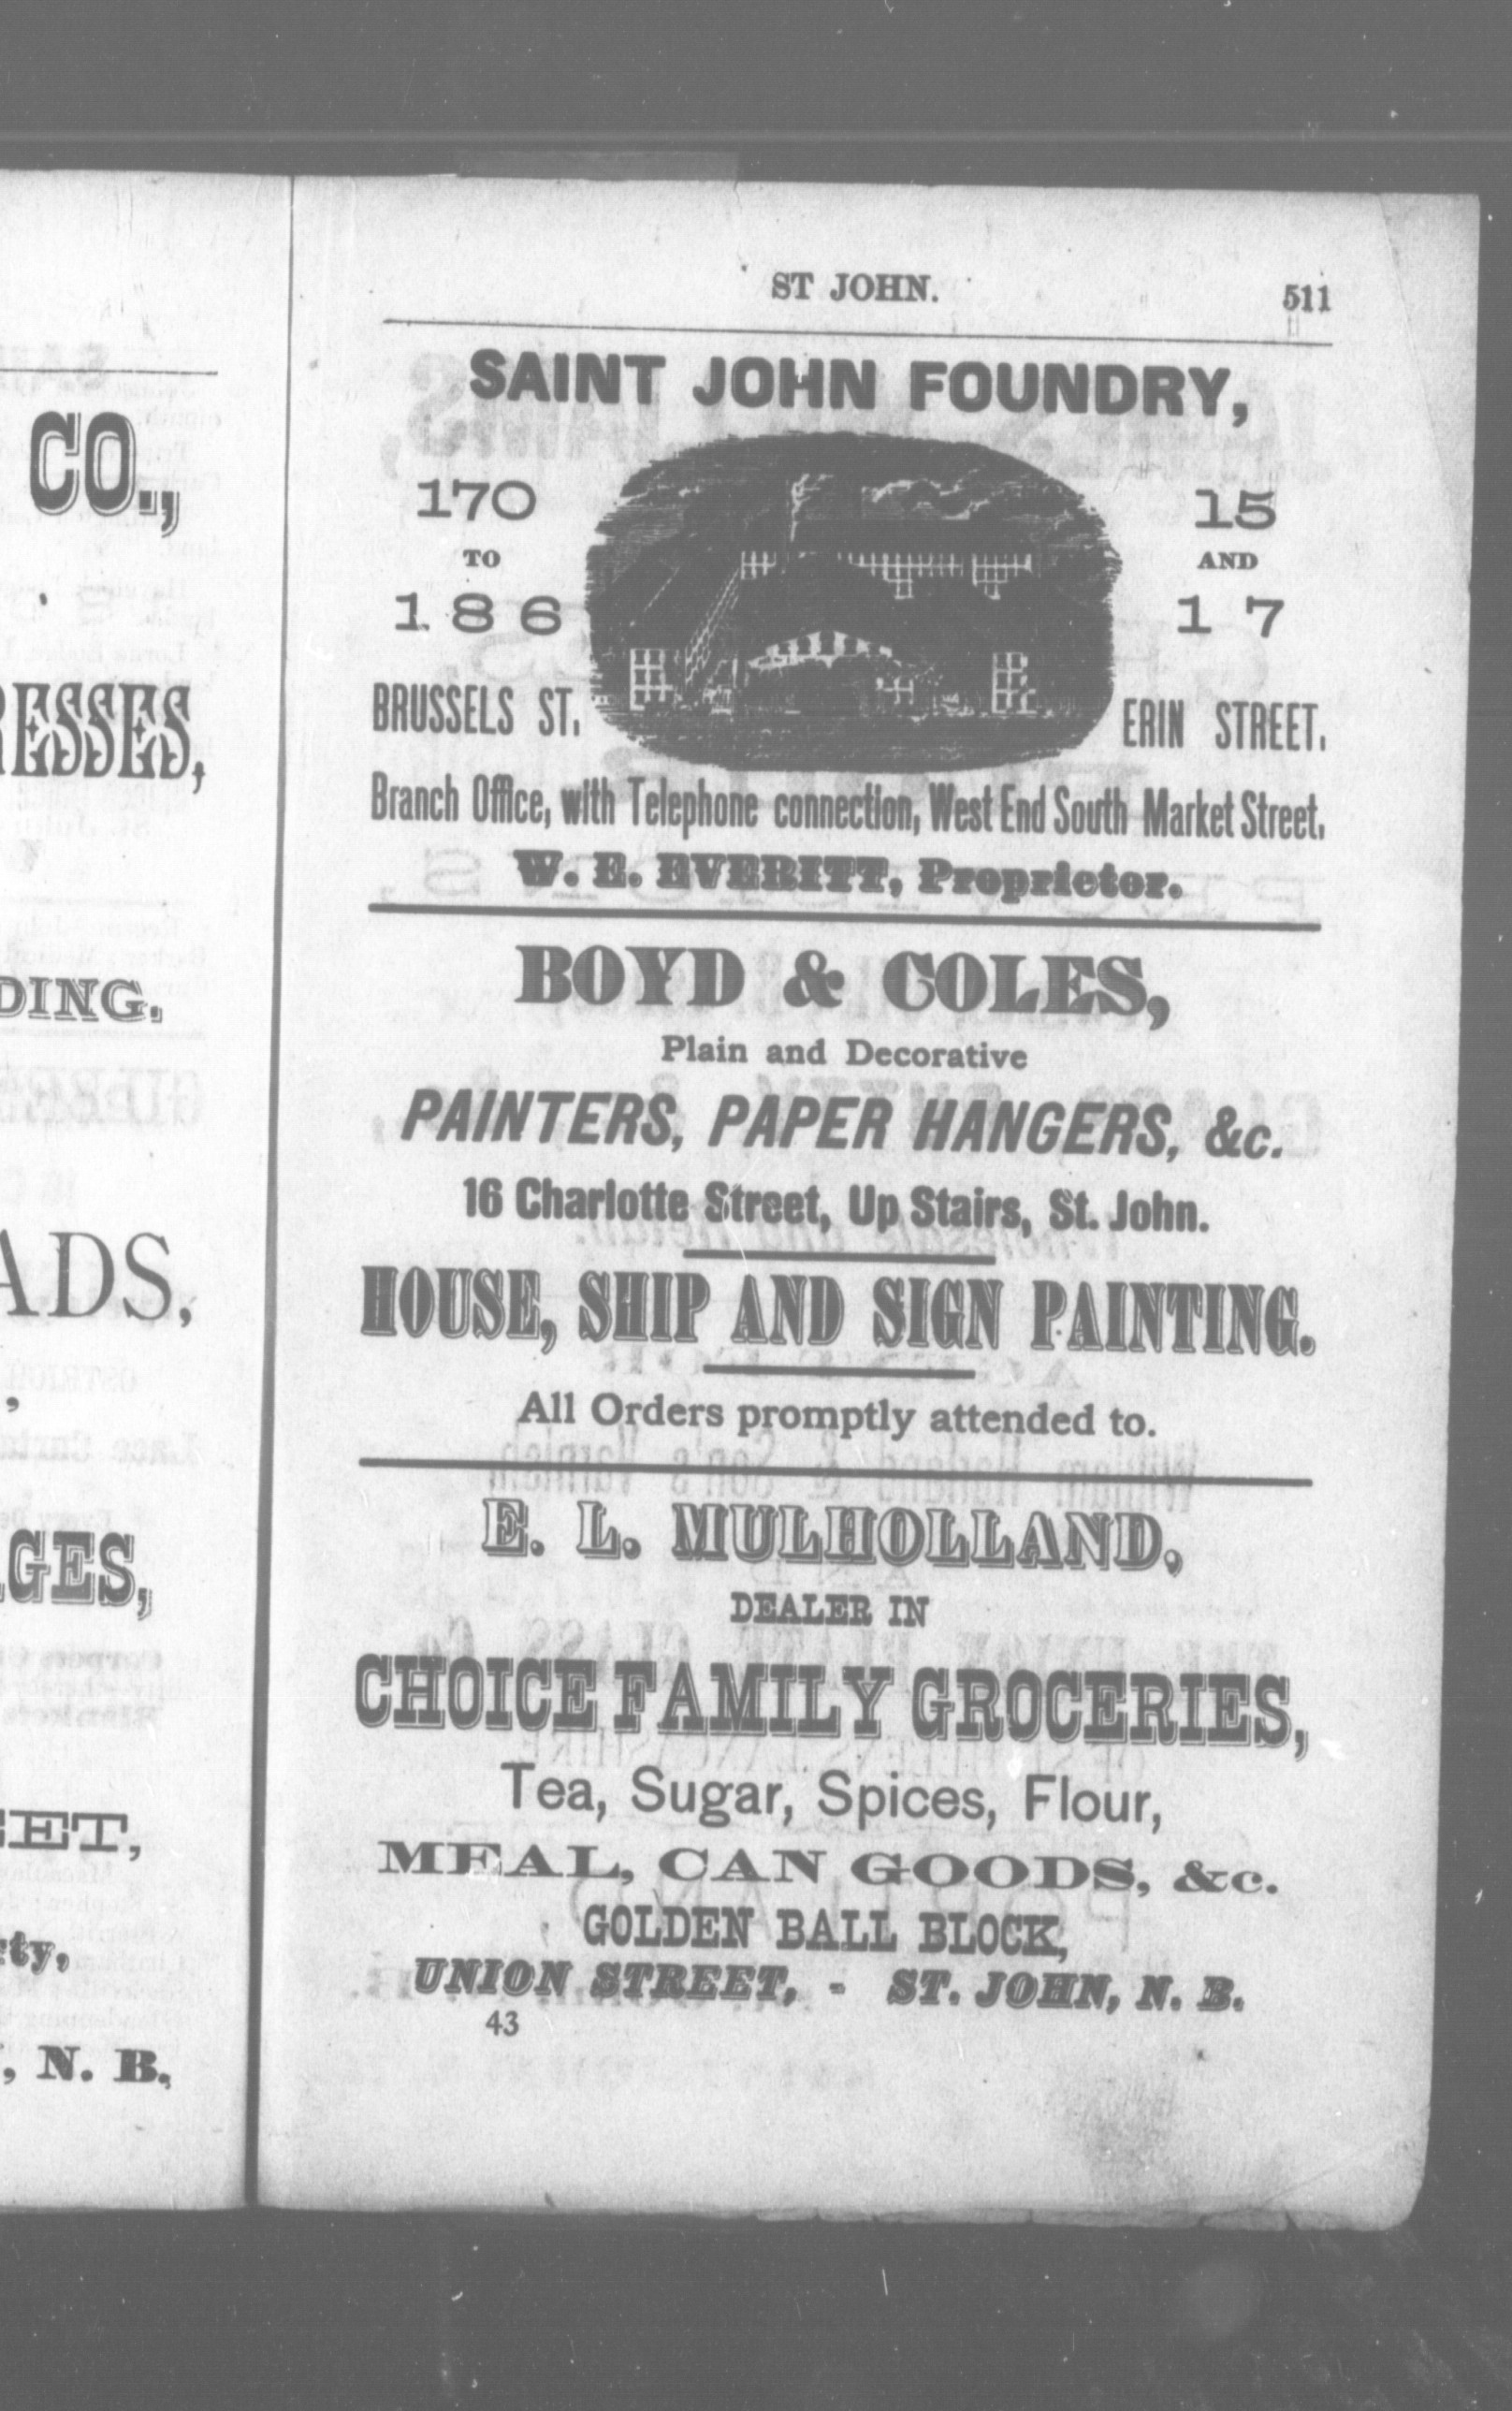 CO.,
ESSES,
DING.
ADS,
GES,
ET,
ty,
, N. B.,
ST JOHN. 511
SAINT JOHN FOUNDRY,
170
TO
186
BRUSSELS ST.
15
AND
17
ERIN STREET.
Branch Office, with Telephone connection, West End South Market Street.
W. E. EVERITT, Proprietor.
BOYD & COLES,
Plain and Decorative
PAINTERS, PAPER HANGERS, &c.
16 Charlotte Street, Up Stairs, St. John.
HOUSE, SHIP AND SIGN PAINTING.
All Orders promptly attended to.
E. L. MULHOLLAND,
DEALER IN
CHOICE FAMILY GROCERIES,
Tea, Sugar, Spices, Flour,
MEAL, CAN GOODS, &c.
GOLDEN BALL BLOCK,
UNION STREET, - ST. JOHN, N. B.
43